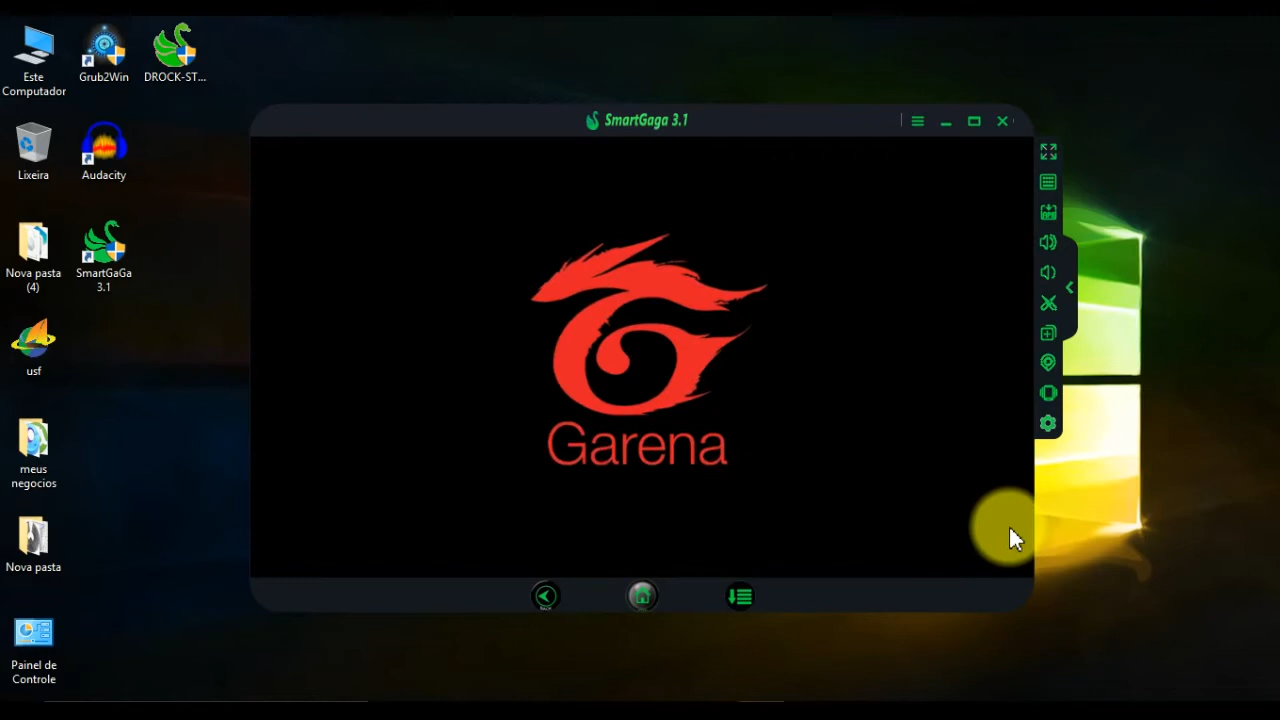 Este
Computador
Grub2Win
DROCK-ST...
Lixeira
Audacity
Nova pasta
(4)
SmartGaGa
3.1
usf
meus
negocios
Nova pasta
Painel de
Controle
SmartGaga 3.1
Garena
BACK